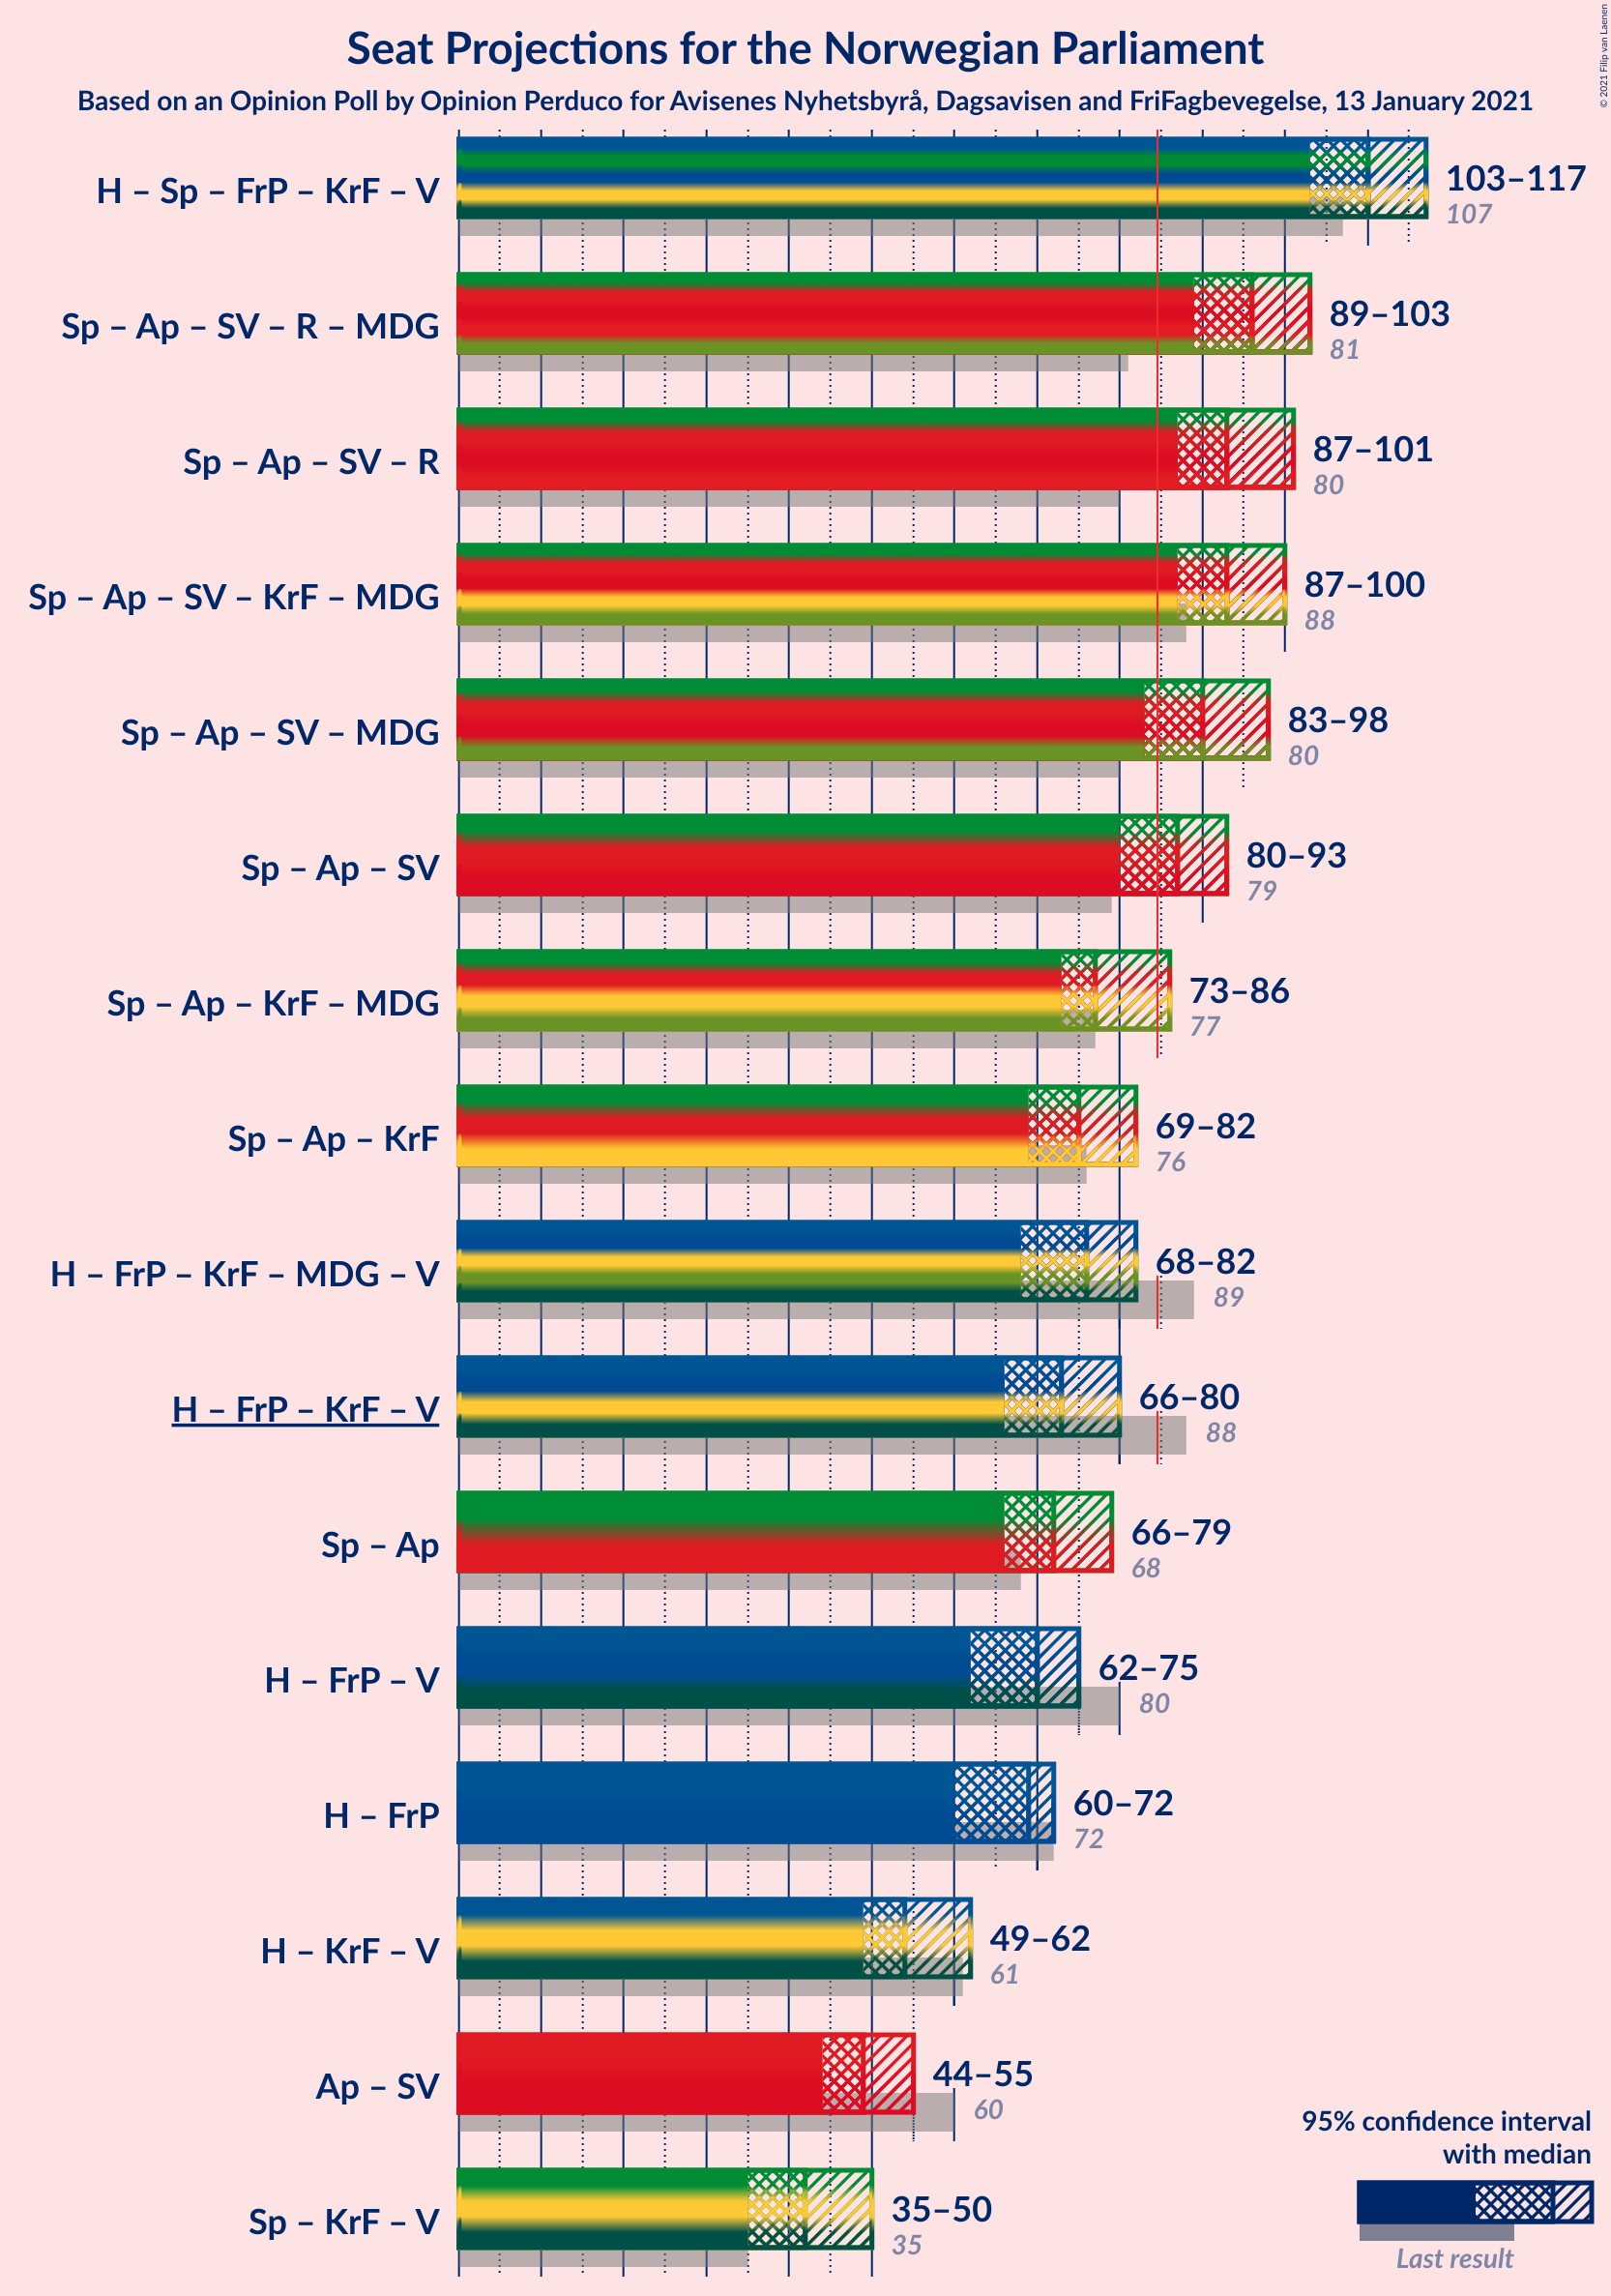 Seat Projections for the Norwegian Parliament
Based on an Opinion Poll by Opinion Perduco for Avisenes Nyhetsbyrå, Dagsavisen and FriFagbevegelse, 13 January 2021
© 2021 Filip van Laenen
H – Sp – FrP – KrF – V
103–117
107
Sp – Ap – SV – R – MDG
89–103
81
Sp – Ap – SV – R
87–101
80
Sp – Ap – SV – KrF – MDG
87–100
88
Sp – Ap – SV – MDG
83–98
80
Sp – Ap – SV
80–93
79
Sp – Ap – KrF – MDG
73–86
77
Sp – Ap – KrF
69–82
76
H – FrP – KrF – MDG – V
68–82
89
H – FrP – KrF – V
66–80
88
Sp – Ap
66–79
68
H – FrP – V
62–75
80
H – FrP
60–72
72
H – KrF – V
49–62
61
Ap – SV
44–55
60
Sp – KrF – V
35–50
35
95% confidence interval
with median
Last result